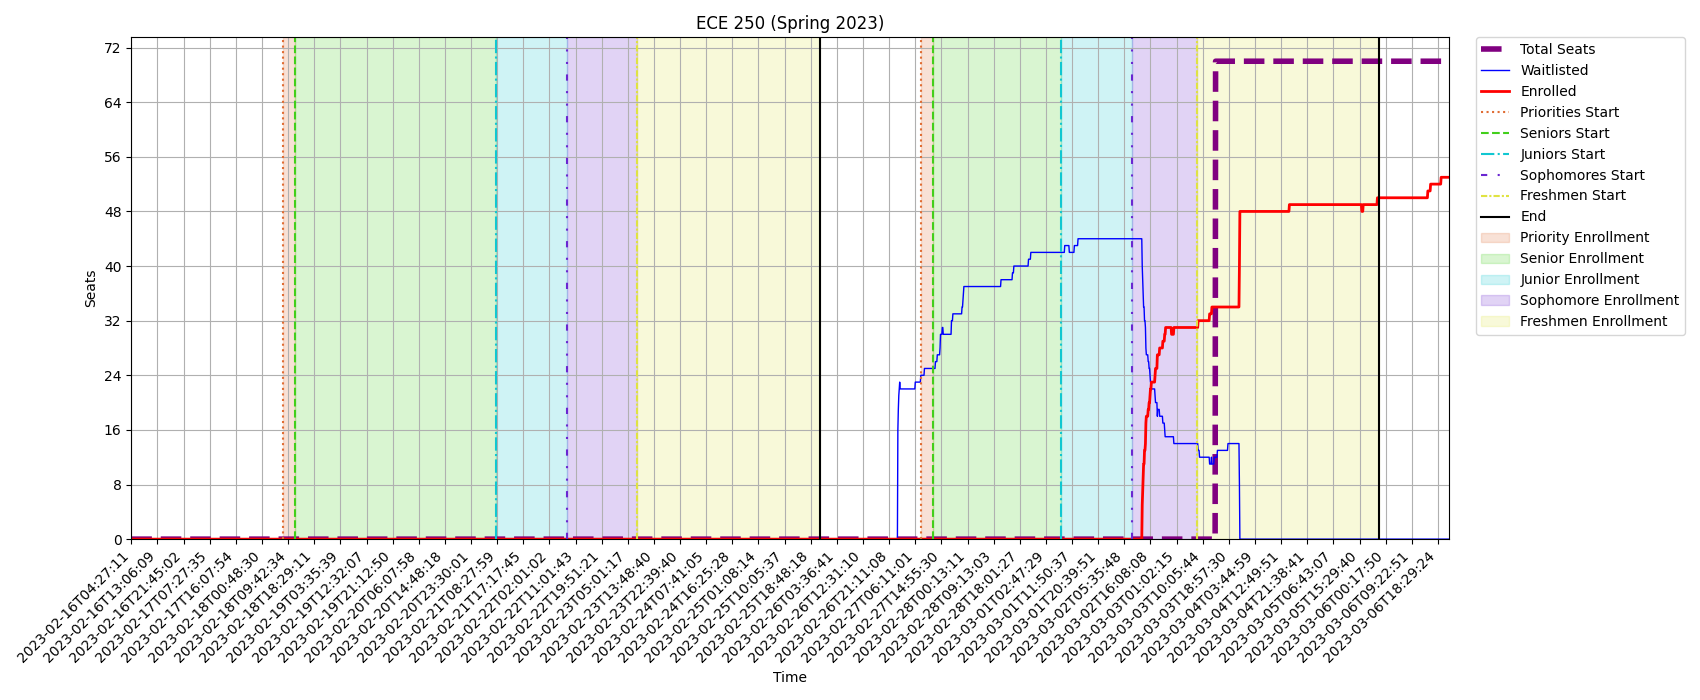 ECE 250 (Spring 2023)
72
64
56
48
40
32
24
16
8
0
Seats
2023-02-16T04:27:11
2023-02-16T13:06:09
2023-02-16T21:45:02
2023-02-17T07:27:35
2023-02-17T16:07:54
2023-02-18T00:48:30
2023-02-18T09:42:34
2023-02-18T18:29:11
2023-02-19T03:35:39
2023-02-19T12:32:07
2023-02-19T21:12:50
2023-02-20T06:07:58
2023-02-20T14:48:18
2023-02-20T23:30:01
2023-02-21T08:27:59
2023-02-21T17:17:45
2023-02-22T02:01:02
2023-02-22T11:01:43
2023-02-22T19:51:21
2023-02-23T05:01:17
2023-02-23T13:48:40
2023-02-23T22:39:40
2023-02-24T07:41:05
2023-02-24T16:25:28
2023-02-25T01:08:14
2023-02-25T10:05:37
2023-02-25T18:48:18
2023-02-26T03:36:41
2023-02-26T12:31:10
2023-02-26T21:11:08
2023-02-27T06:11:01
2023-02-27T14:55:30
2023-02-28T00:13:11
2023-02-28T09:13:03
2023-02-28T18:01:27
2023-03-01T02:47:29
2023-03-01T11:50:37
2023-03-01T20:39:51
2023-03-02T05:35:48
2023-03-02T16:08:08
2023-03-03T01:02:15
2023-03-03T10:05:44
2023-03-03T18:57:30
2023-03-04T03:44:59
2023-03-04T12:49:51
2023-03-04T21:38:41
2023-03-05T06:43:07
2023-03-05T15:29:40
2023-03-06T00:17:50
2023-03-06T09:22:51
2023-03-06T18:29:24
Time
Total Seats
Waitlisted
Enrolled
Priorities Start
Seniors Start
Juniors Start
Sophomores Start
Freshmen Start
End
Priority Enrollment
Senior Enrollment
Junior Enrollment
Sophomore Enrollment
Freshmen Enrollment